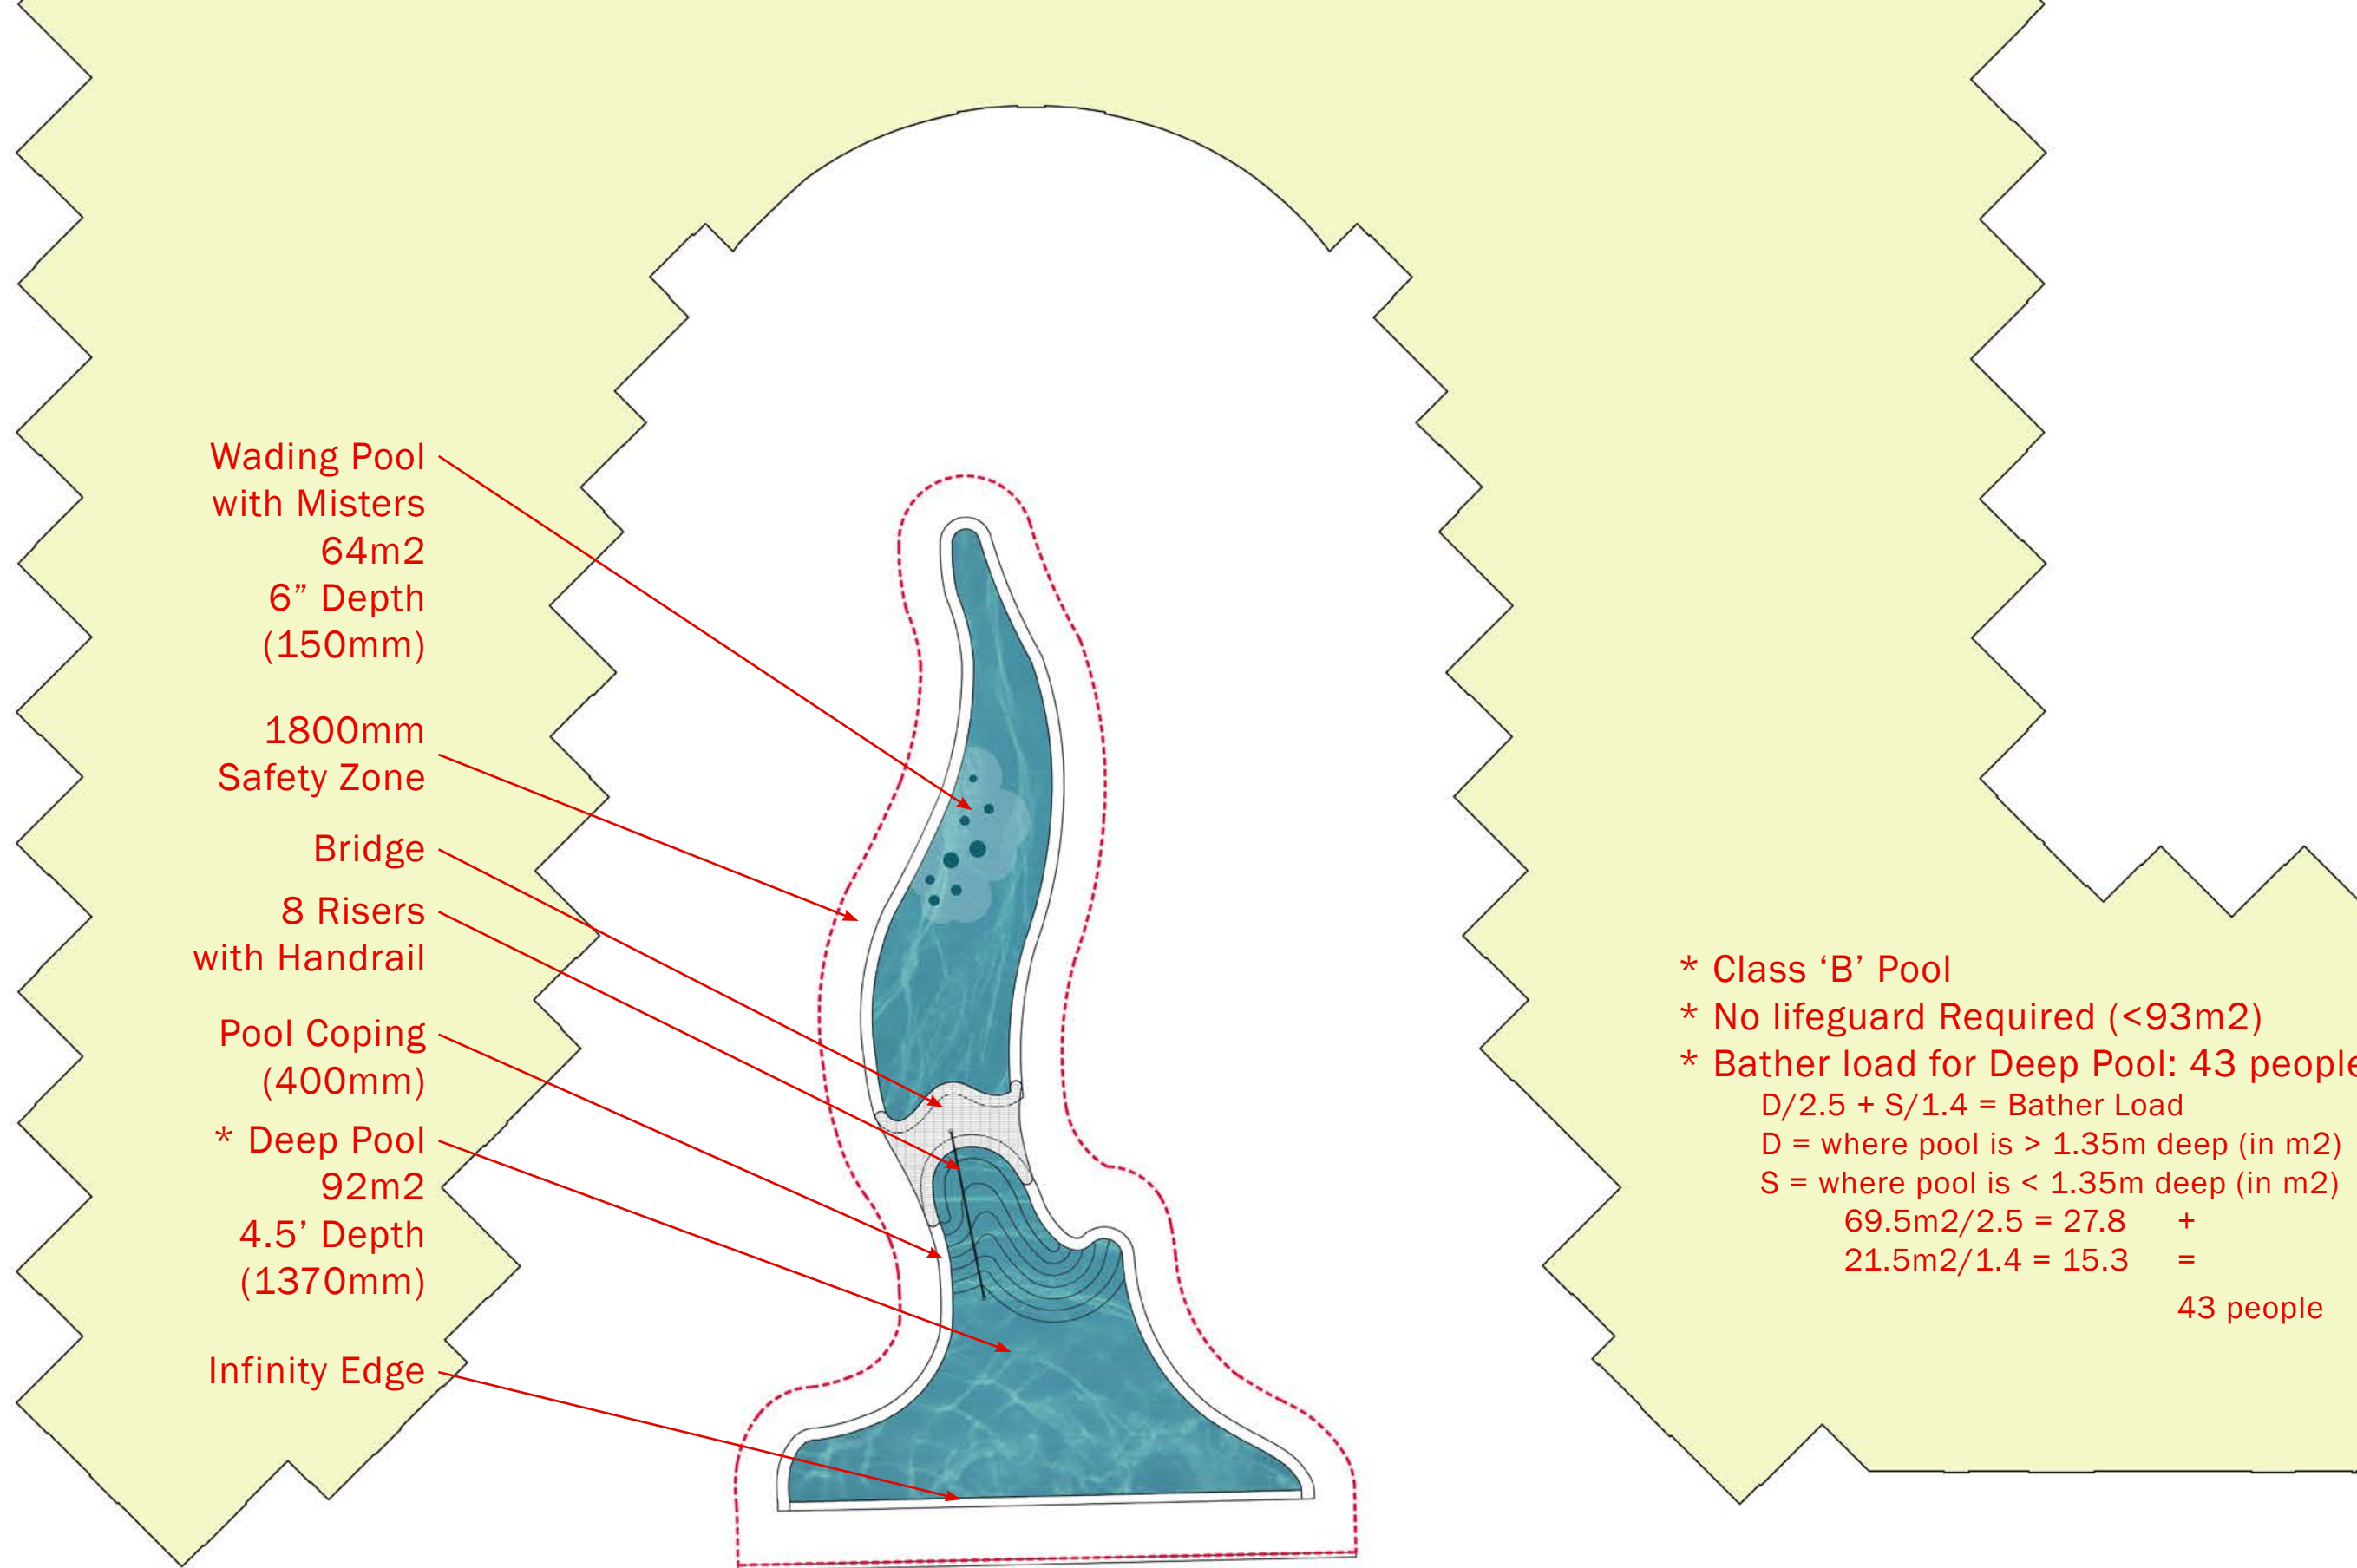 Wading Pool
with Misters
64m2
6” Depth
(150mm)
1800mm
Safety Zone
Bridge
8 Risers
with Handrail
Pool Coping
(400mm)
* Deep Pool
92m2
4.5’ Depth
(1370mm)
Infinity Edge
* Class ‘B’ Pool
* No lifeguard Required (<93m2)
* Bather load for Deep Pool: 43 people
D/2.5 + S/1.4 = Bather Load
D = where pool is > 1.35m deep (in m2)
S = where pool is < 1.35m deep (in m2)
69.5m2/2.5 = 27.8 +
21.5m2/1.4 = 15.3 =
43 people